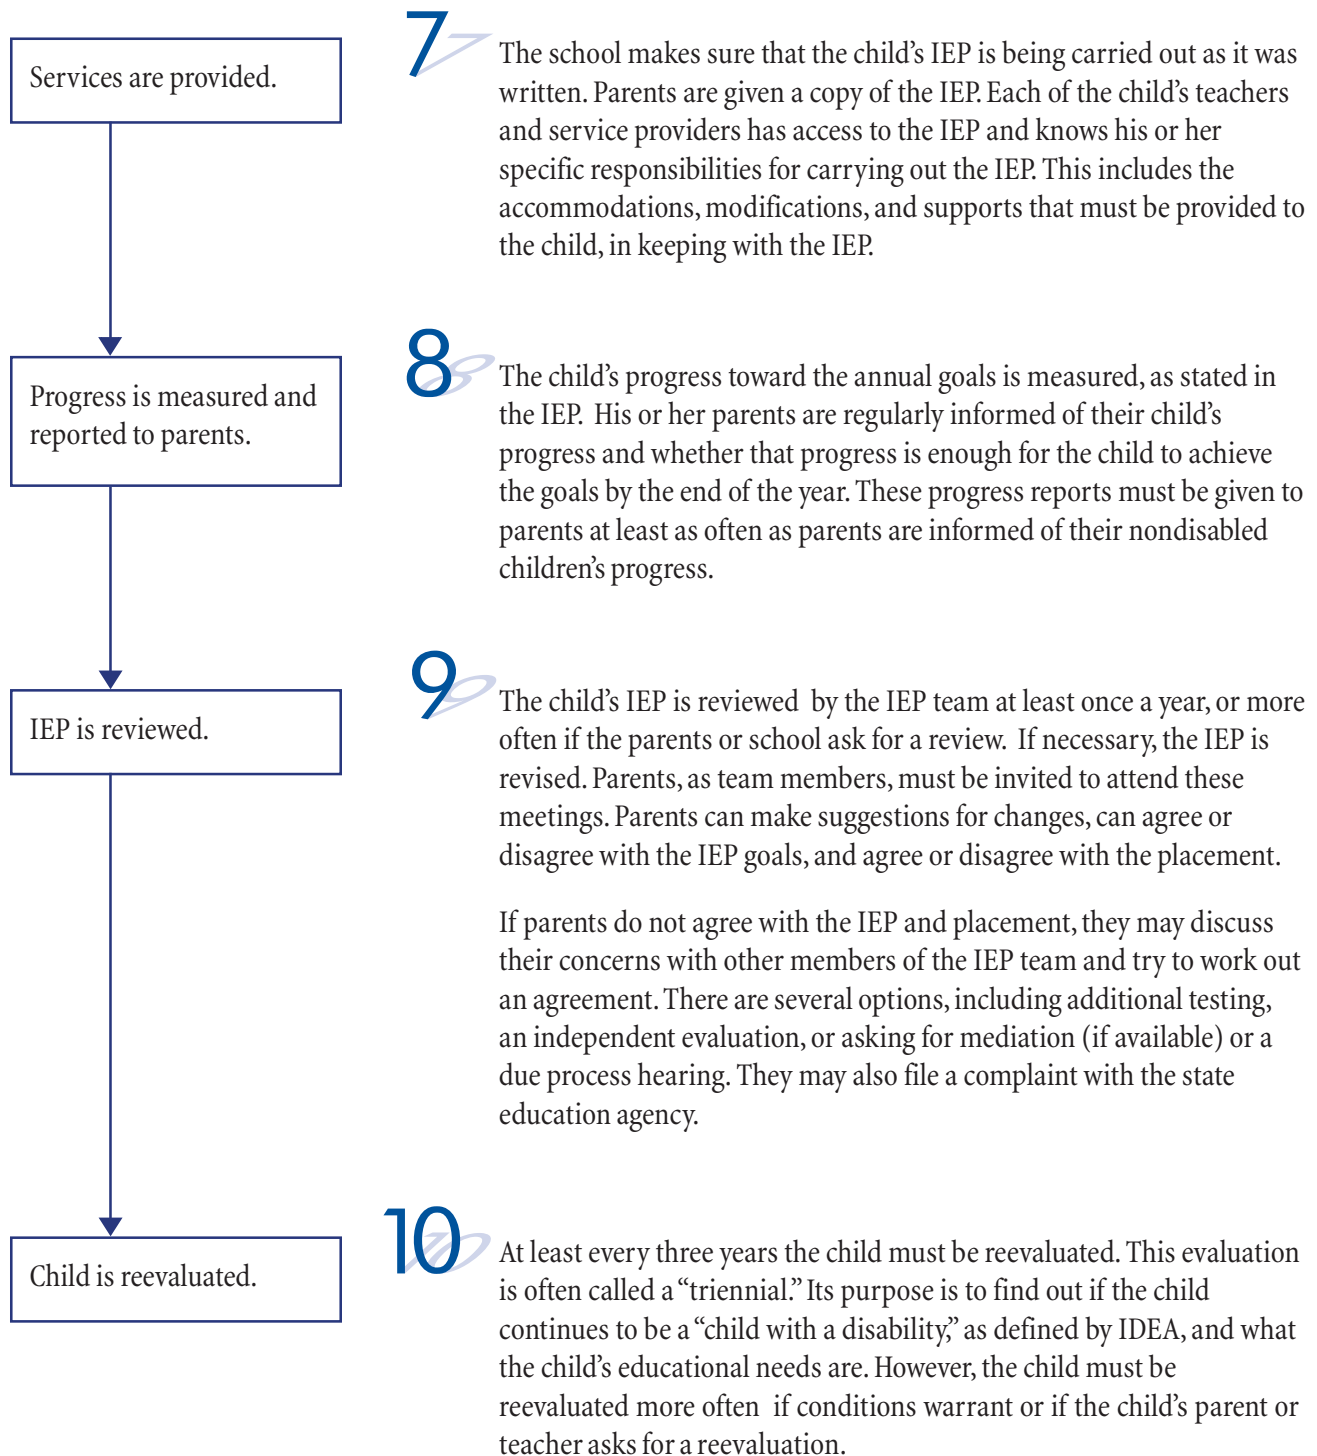 Services are provided.
7
The school makes sure that the child’s IEP is being carried out as it was
written. Parents are given a copy of the IEP. Each of the child’s teachers
and service providers has access to the IEP and knows his or her
specific responsibilities for carrying out the IEP. This includes the
accommodations, modifications, and supports that must be provided to
the child, in keeping with the IEP.
Progress is measured and
reported to parents.
8
The child’s progress toward the annual goals is measured, as stated in
the IEP. His or her parents are regularly informed of their child’s
progress and whether that progress is enough for the child to achieve
the goals by the end of the year. These progress reports must be given to
parents at least as often as parents are informed of their nondisabled
children’s progress.
IEP is reviewed.
9
The child’s IEP is reviewed by the IEP team at least once a year, or more
often if the parents or school ask for a review. If necessary, the IEP is
revised. Parents, as team members, must be invited to attend these
meetings. Parents can make suggestions for changes, can agree or
disagree with the IEP goals, and agree or disagree with the placement.
If parents do not agree with the IEP and placement, they may discuss
their concerns with other members of the IEP team and try to work out
an agreement. There are several options, including additional testing,
an independent evaluation, or asking for mediation (if available) or a
due process hearing. They may also file a complaint with the state
education agency.
Child is reevaluated.
10
At least every three years the child must be reevaluated. This evaluation
is often called a “triennial.” Its purpose is to find out if the child
continues to be a “child with a disability,” as defined by IDEA, and what
the child’s educational needs are. However, the child must be
reevaluated more often if conditions warrant or if the child’s parent or
teacher asks for a reevaluation.